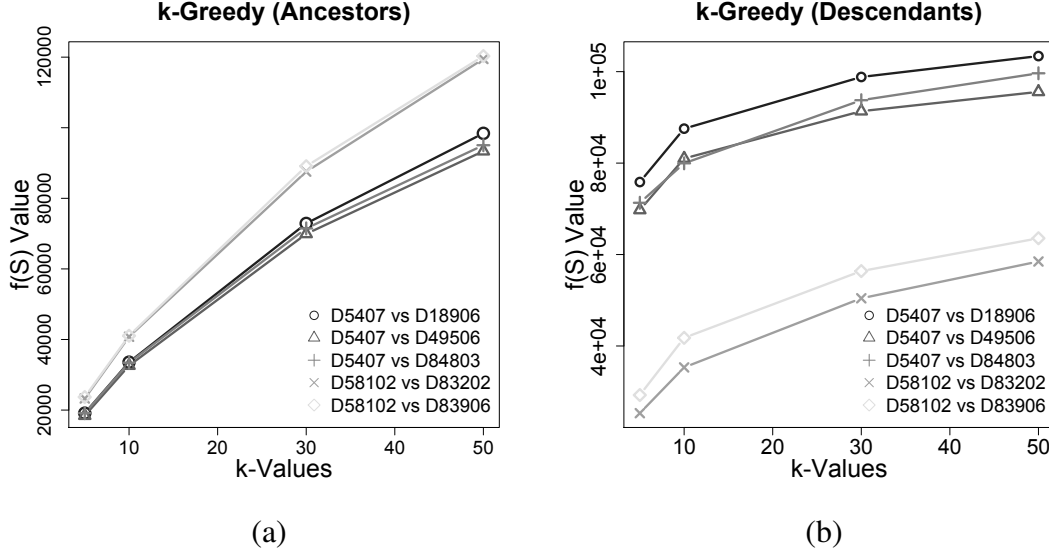 k-Greedy (Ancestors)
f(S) Value
20000
40000
60000
80000
100000
120000
D5407 vs D18906
D5407 vs D49506
D5407 vs D84803
D58102 vs D83202
D58102 vs D83906
10
20
30
40
50
k-Values
(a)
k-Greedy (Descendants)
f(S) Value
4e+04
6e+04
8e+04
1e+05
D5407 vs D18906
D5407 vs D49506
D5407 vs D84803
D58102 vs D83202
D58102 vs D83906
10
20
30
40
50
k-Values
(b)